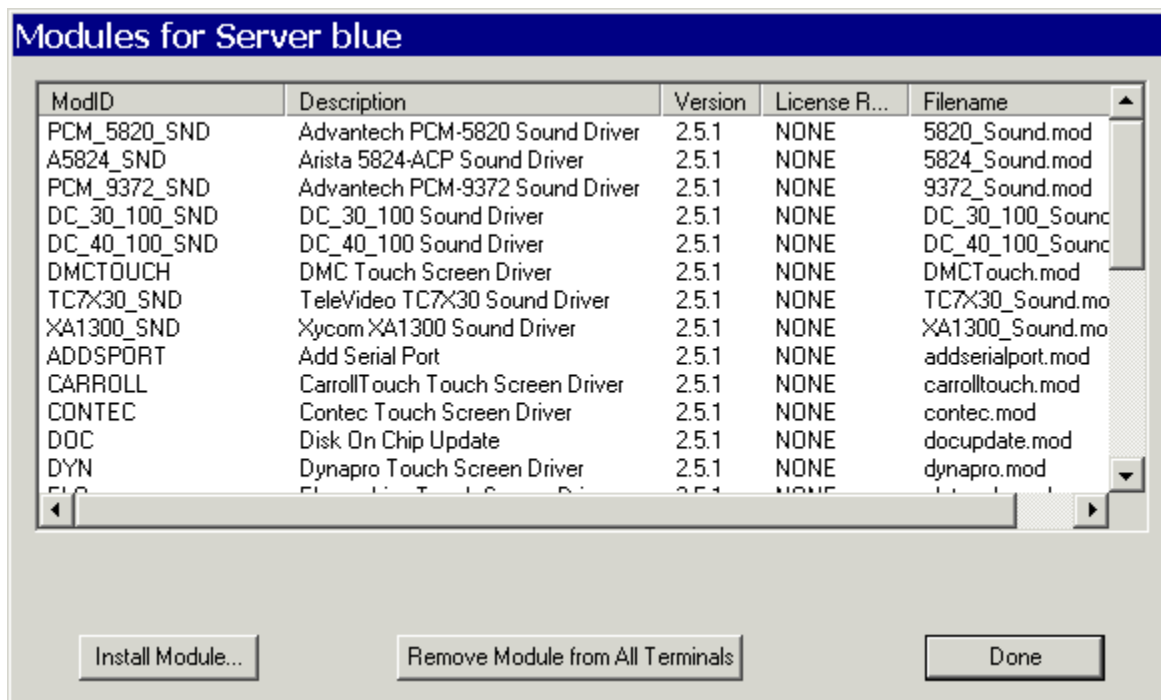 Modules for Server blue
ModID Description Version License R... Filename
PCM_5820_SND Advantech PCM-5820 Sound Driver 2.5.1 NONE 5820_Sound.mod
A5824_SND Arista 5824-ACP Sound Driver 2.5.1 NONE 5824_Sound.mod
PCM_9372_SND Advantech PCM-9372 Sound Driver 2.5.1 NONE 9372_Sound.mod
DC_30_100_SND DC_30_100 Sound Driver 2.5.1 NONE DC_30_100_Sound
DC_40_100_SND DC_40_100 Sound Driver 2.5.1 NONE DC_40_100_Sound
DMCTOUCH DMC Touch Screen Driver 2.5.1 NONE DMCTouch.mod
TC7X30_SND TeleVideo TC7X30 Sound Driver 2.5.1 NONE TC7X30_Sound.mo
XA1300_SND Xycom XA1300 Sound Driver 2.5.1 NONE XA1300_Sound.mo
ADDSPORT Add Serial Port 2.5.1 NONE addserialport.mod
CARROLL CarrollTouch Touch Screen Driver 2.5.1 NONE carrolltouch.mod
CONTEC Contec Touch Screen Driver 2.5.1 NONE contec.mod
DOC Disk On Chip Update 2.5.1 NONE docupdate.mod
DYN Dynapro Touch Screen Driver 2.5.1 NONE dynapro.mod
Install Module... Remove Module from All Terminals Done